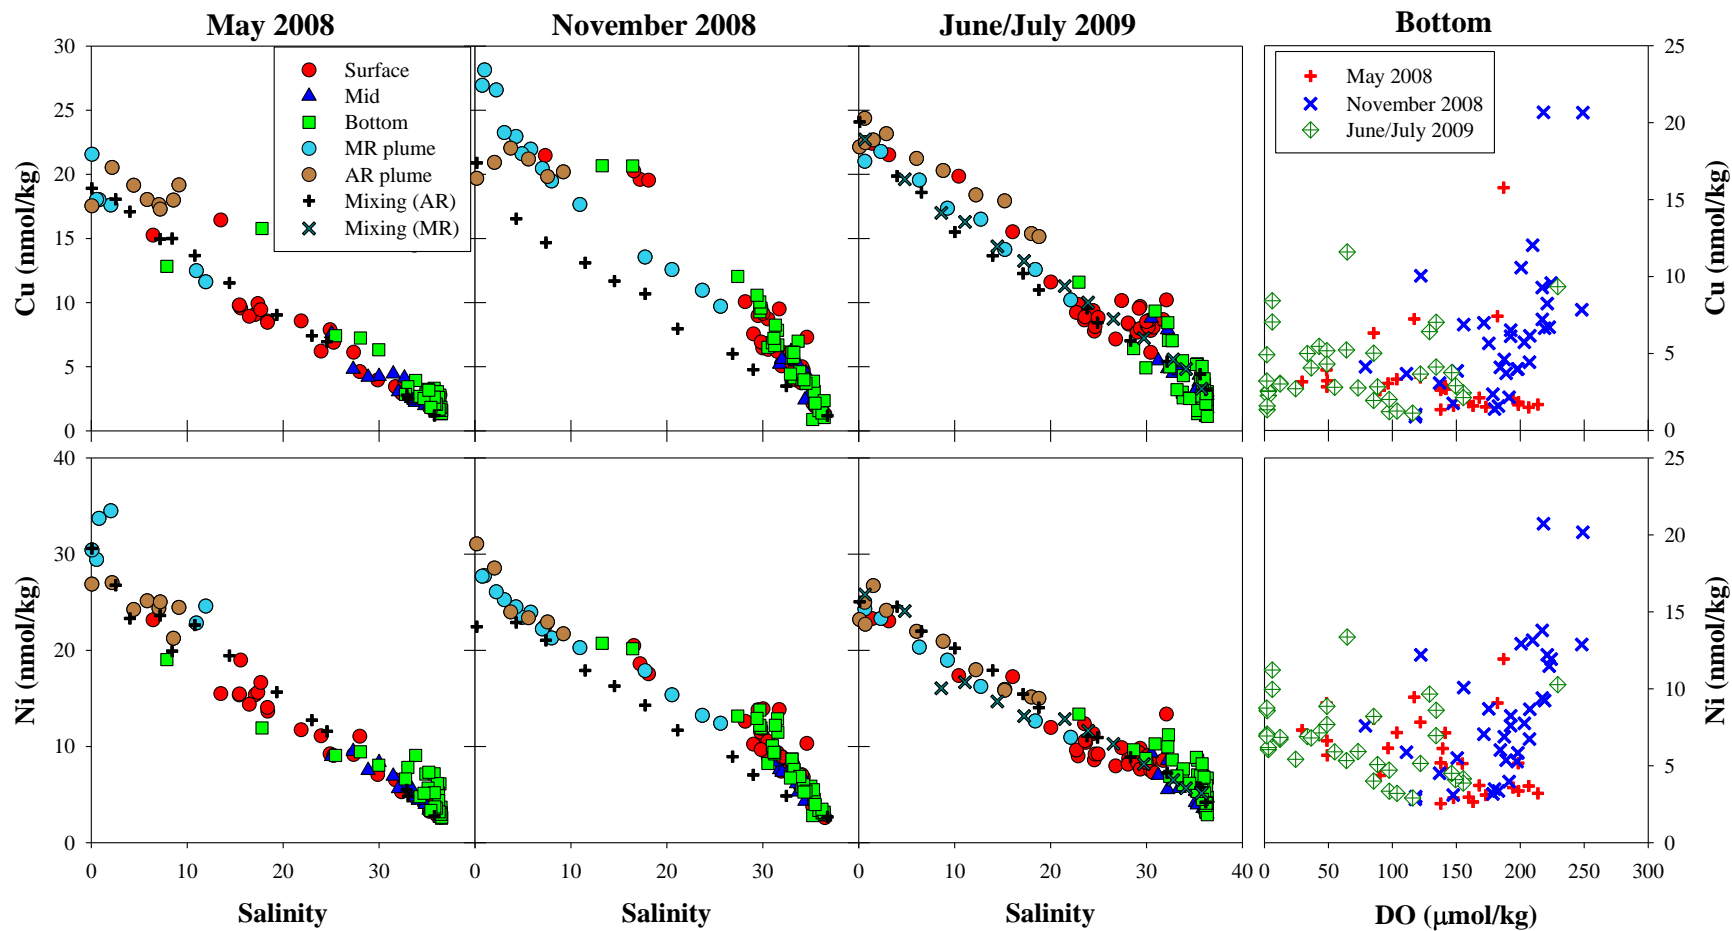 May 2008
November 2008
June/July 2009
Bottom
30
25
20
15
10
5
0
Cu (nmol/kg)
Surface
Mid
Bottom
MR plume
AR plume
Mixing (AR)
Mixing (MR)
May 2008
November 2008
June/July 2009
25
20
15
10
5
0
Cu (nmol/kg)
40
30
20
10
0
Ni (nmol/kg)
25
20
15
10
5
0
Ni (nmol/kg)
0 10 20 30
0 10 20 30
0 10 20 30 40
0 50 100 150 200 250 300
Salinity
Salinity
Salinity
DO (μmol/kg)